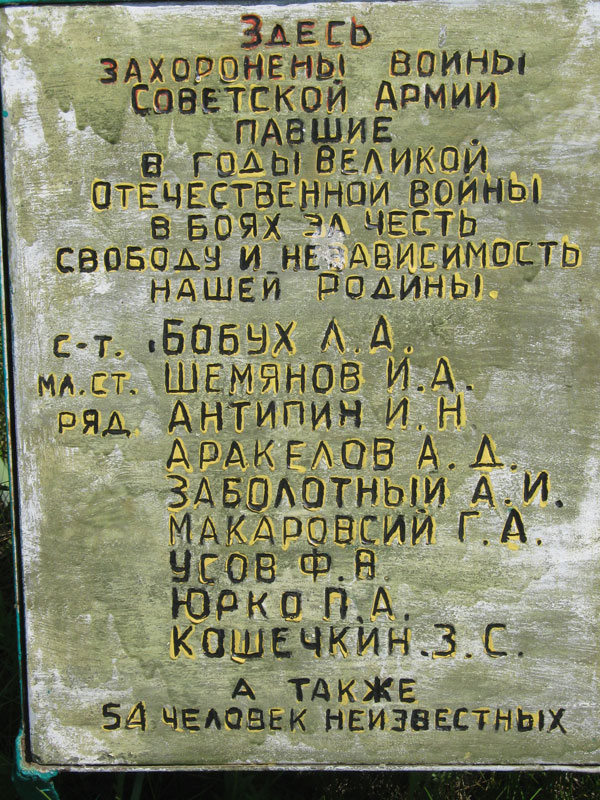 Здесь
захоронены воины
Советской Армии
павшие
в годы Великой
Отечественной войны
в боях за честь
свободу и независимость
нашей Родины.
с-т. Бобух Л.А.
мл.ст. Шемянов И.А.
ряд. Антипин И.Н
Аракелов А.Д.
Заболотный А.И.
Макаровсий Г.А.
Усов Ф.А.
Юрко П.А.
Кошечкин.З.С.
а также
54 человек неизвестных